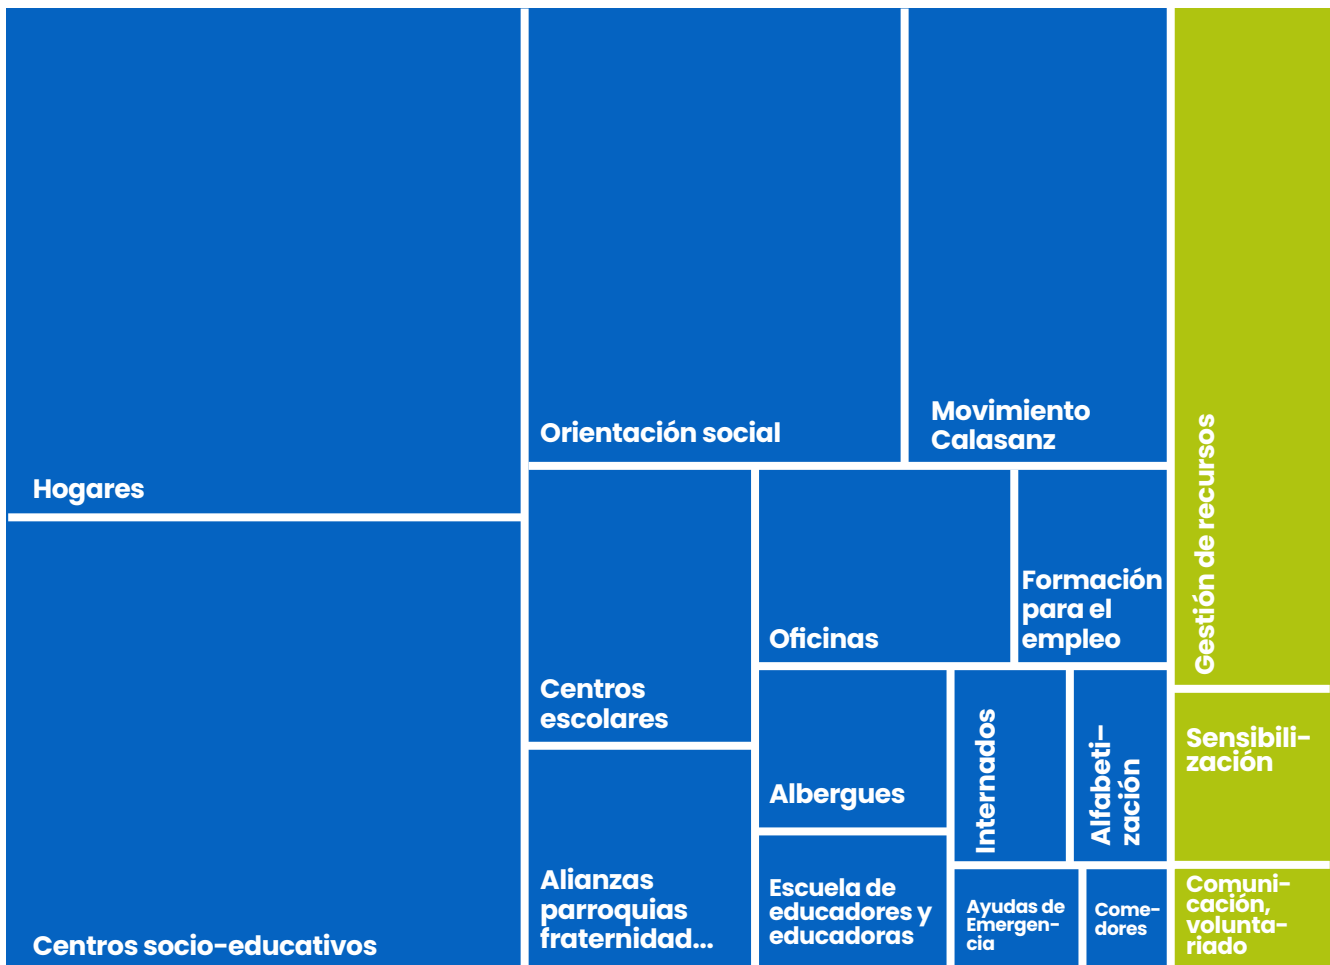 Hogares
Centros socio-educativos
Orientación social
Movimiento
Calasanz
Centros
escolares
Alianzas
parroquias
fraternidad...
Oficinas
Formación
para el
empleo
Albergues
Internados
Alfabeti-
zación
Escuela de
educadores y
educadoras
Ayudas de
Emergen-
cia
Come-
dores
Gestión de recursos
Sensibili-
zación
Comuni-
cación,
volunta-
riado